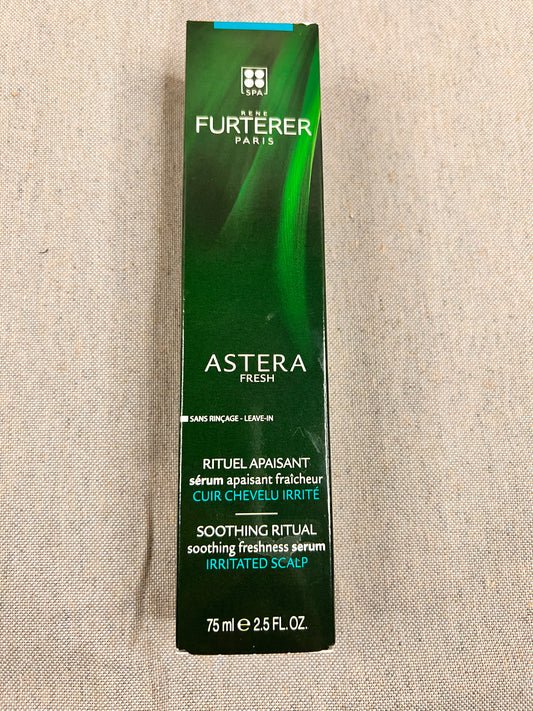 SPA
RENE
FURTERER
PARIS
ASTERA
FRESH
SANS RINÇAGE - LEAVE-IN
RITUEL APAISANT
sérum apaisant fraîcheur
CUIR CHEVELU IRRITÉ
SOOTHING RITUAL
soothing freshness serum
IRRITATED SCALP
75 ml e 2.5 FL.OZ.